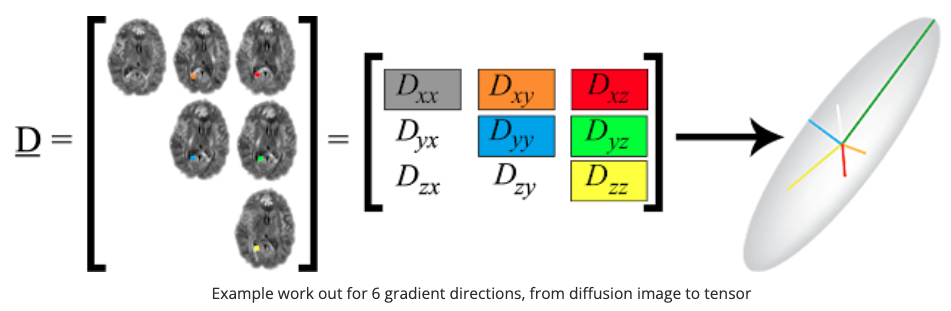 D = =
Dxx Dxy Dxz
Dyx Dyy Dyz
Dzx Dzy Dzz
Example work out for 6 gradient directions, from diffusion image to tensor